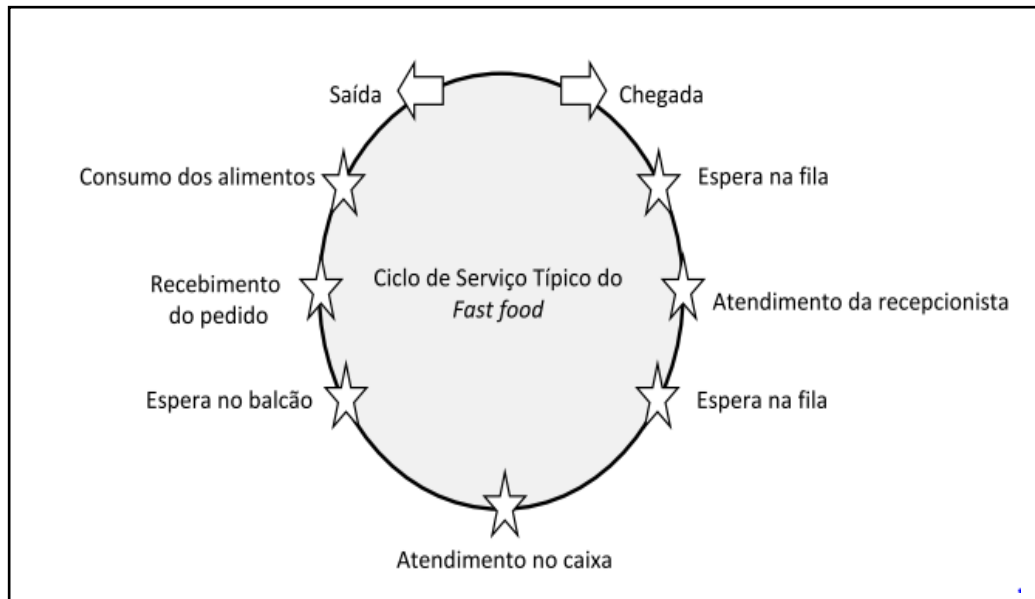 Saída
Chegada
Consumo dos alimentos
Espera na fila
Ciclo de Serviço Típico do
Fast food
Recebimento
do pedido
Atendimento da recepcionista
Espera no balcão
Espera na fila
Atendimento no caixa